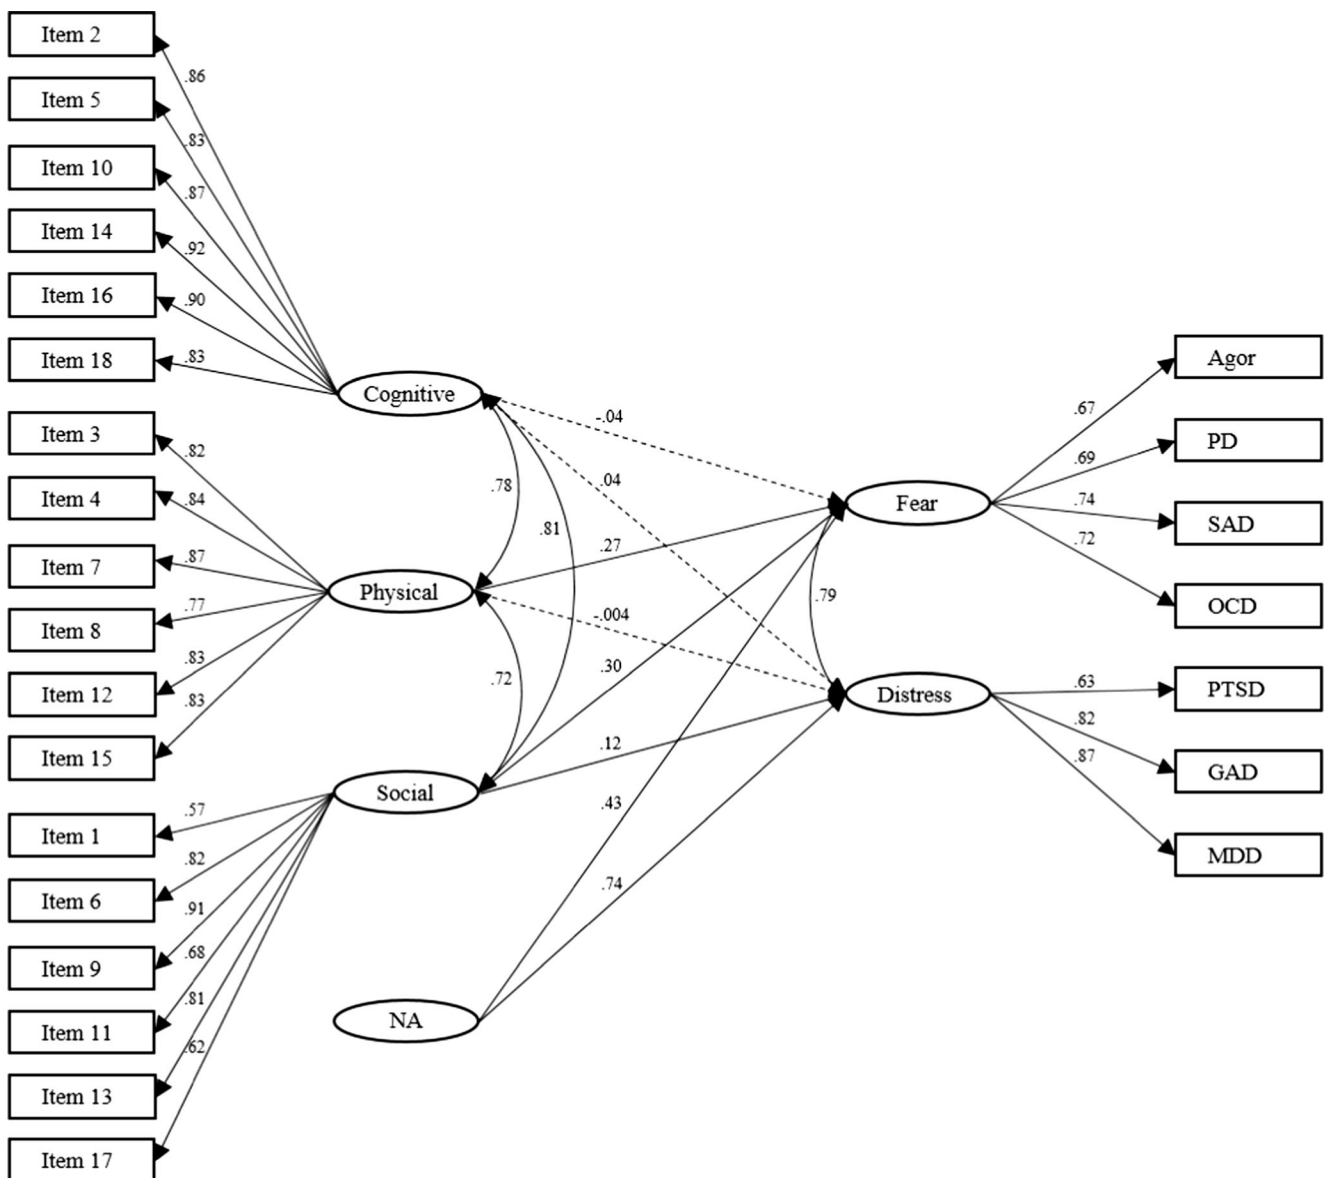 Item 2
.86
Item 5
.83
Item 10
.87
Item 14
.92
Item 16
.90
Item 18
.83
Item 3
.82
Item 4
.84
Item 7
.87
Item 8
.77
Item 12
.83
Item 15
.83
Item 1
.57
Item 6
.82
Item 9
.91
Item 11
.68
Item 13
.81
Item 17
.62
Cognitive
Physical
Social
NA
.78
.81
.72
-.04
.04
.27
-.004
.30
.12
.43
.74
Fear
.79
Distress
.67
Agor
.69
PD
.74
SAD
.72
OCD
.63
PTSD
.82
GAD
.87
MDD